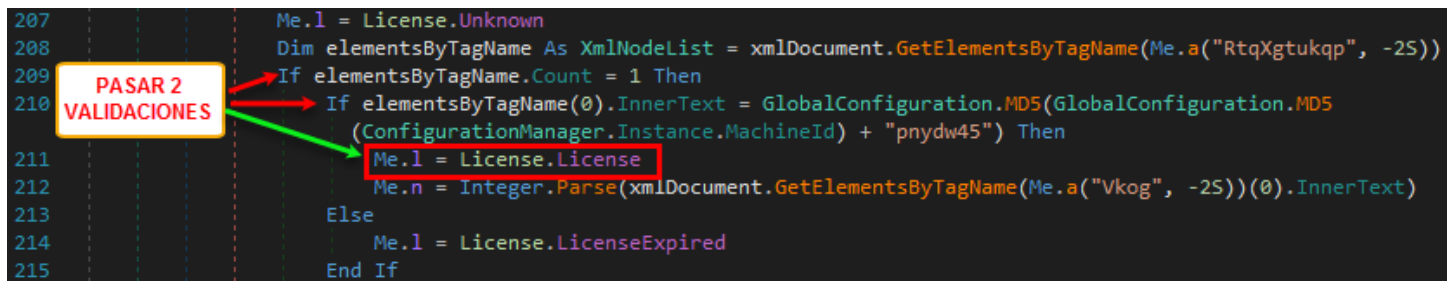 207 Me.l = License.Unknown
208 Dim elementsByTagName As XmlNodeList = xmlDocument.GetElementsByTagName(Me.a("RtqXgtukqp", -2S))
209 If elementsByTagName.Count = 1 Then
PASAR 2
VALIDACIONES
210 If elementsByTagName(0).InnerText = GlobalConfiguration.MD5(GlobalConfiguration.MD5
(ConfigurationManager.Instance.MachineId) + "pnydw45") Then
211 Me.l = License.License
212 Me.n = Integer.Parse(xmlDocument.GetElementsByTagName(Me.a("Vkog", -2S))(0).InnerText)
213 Else
214 Me.l = License.LicenseExpired
215 End If